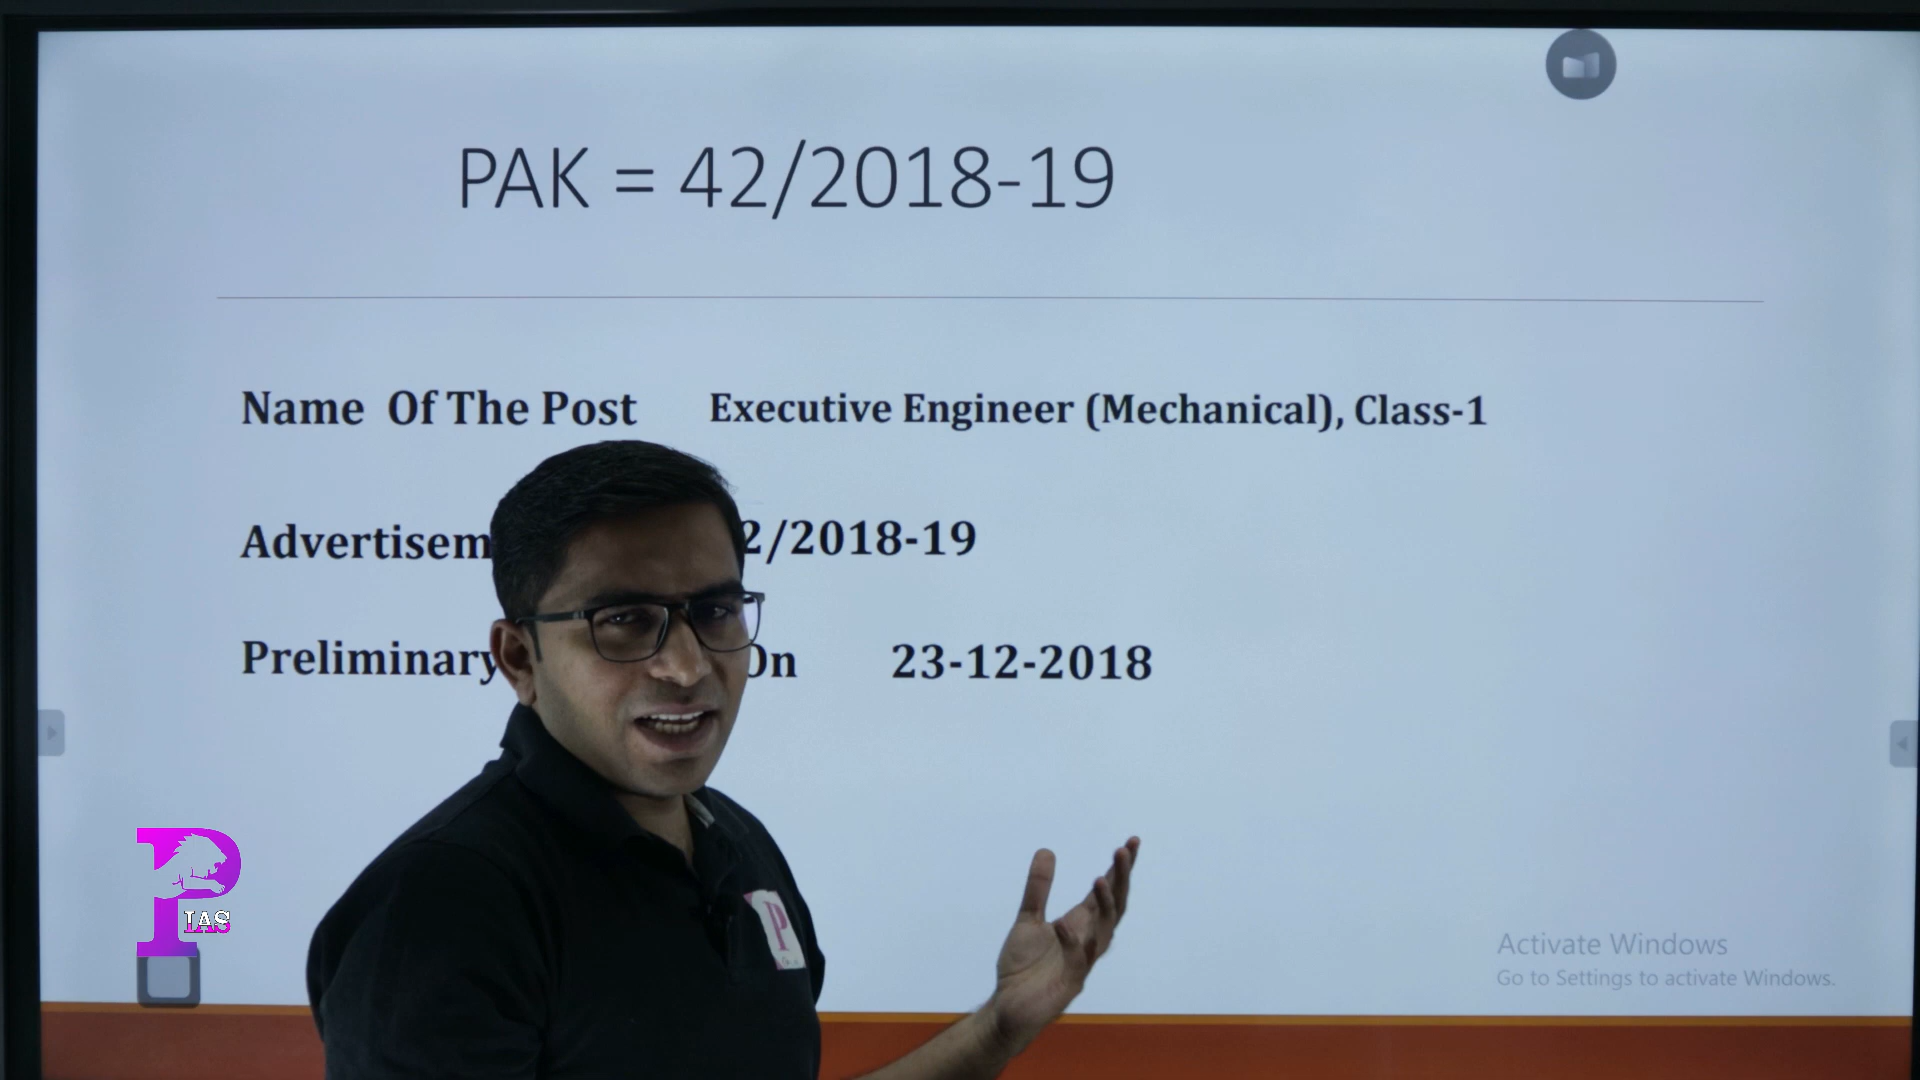 PAK = 42/2018-19
Name Of The Post Executive Engineer (Mechanical), Class-1
2/2018-19
Preliminary On 23-12-2018
P
IAS
P
Activate Windows
Go to Settings to activate Windows.